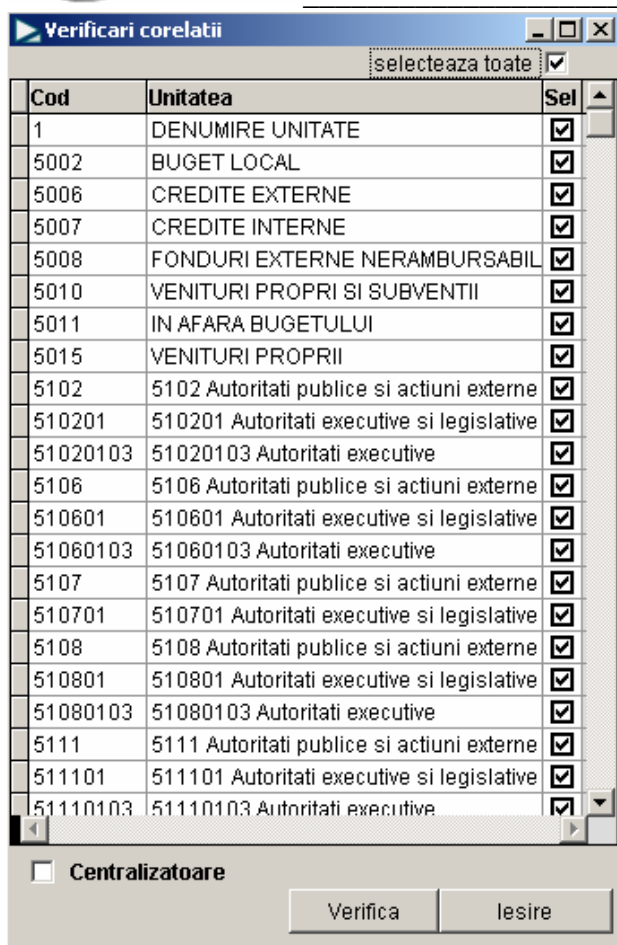 Verificari corelatii
selecteaza toate
Cod Unitatea Sel
1 DENUMIRE UNITATE
5002 BUGET LOCAL
5006 CREDITE EXTERNE
5007 CREDITE INTERNE
5008 FONDURI EXTERNE NERAMBURSABIL
5010 VENITURI PROPRI SI SUBVENTII
5011 IN AFARA BUGETULUI
5015 VENITURI PROPRII
5102 5102 Autoritati publice si actiuni externe
510201 510201 Autoritati executive si legislative
51020103 51020103 Autoritati executive
5106 5106 Autoritati publice si actiuni externe
510601 510601 Autoritati executive si legislative
51060103 51060103 Autoritati executive
5107 5107 Autoritati publice si actiuni externe
510701 510701 Autoritati executive si legislative
5108 5108 Autoritati publice si actiuni externe
510801 510801 Autoritati executive si legislative
51080103 51080103 Autoritati executive
5111 5111 Autoritati publice si actiuni externe
511101 511101 Autoritati executive si legislative
51110103 51110103 Autoritati executive
Centralizatoare
Verifica Iesire